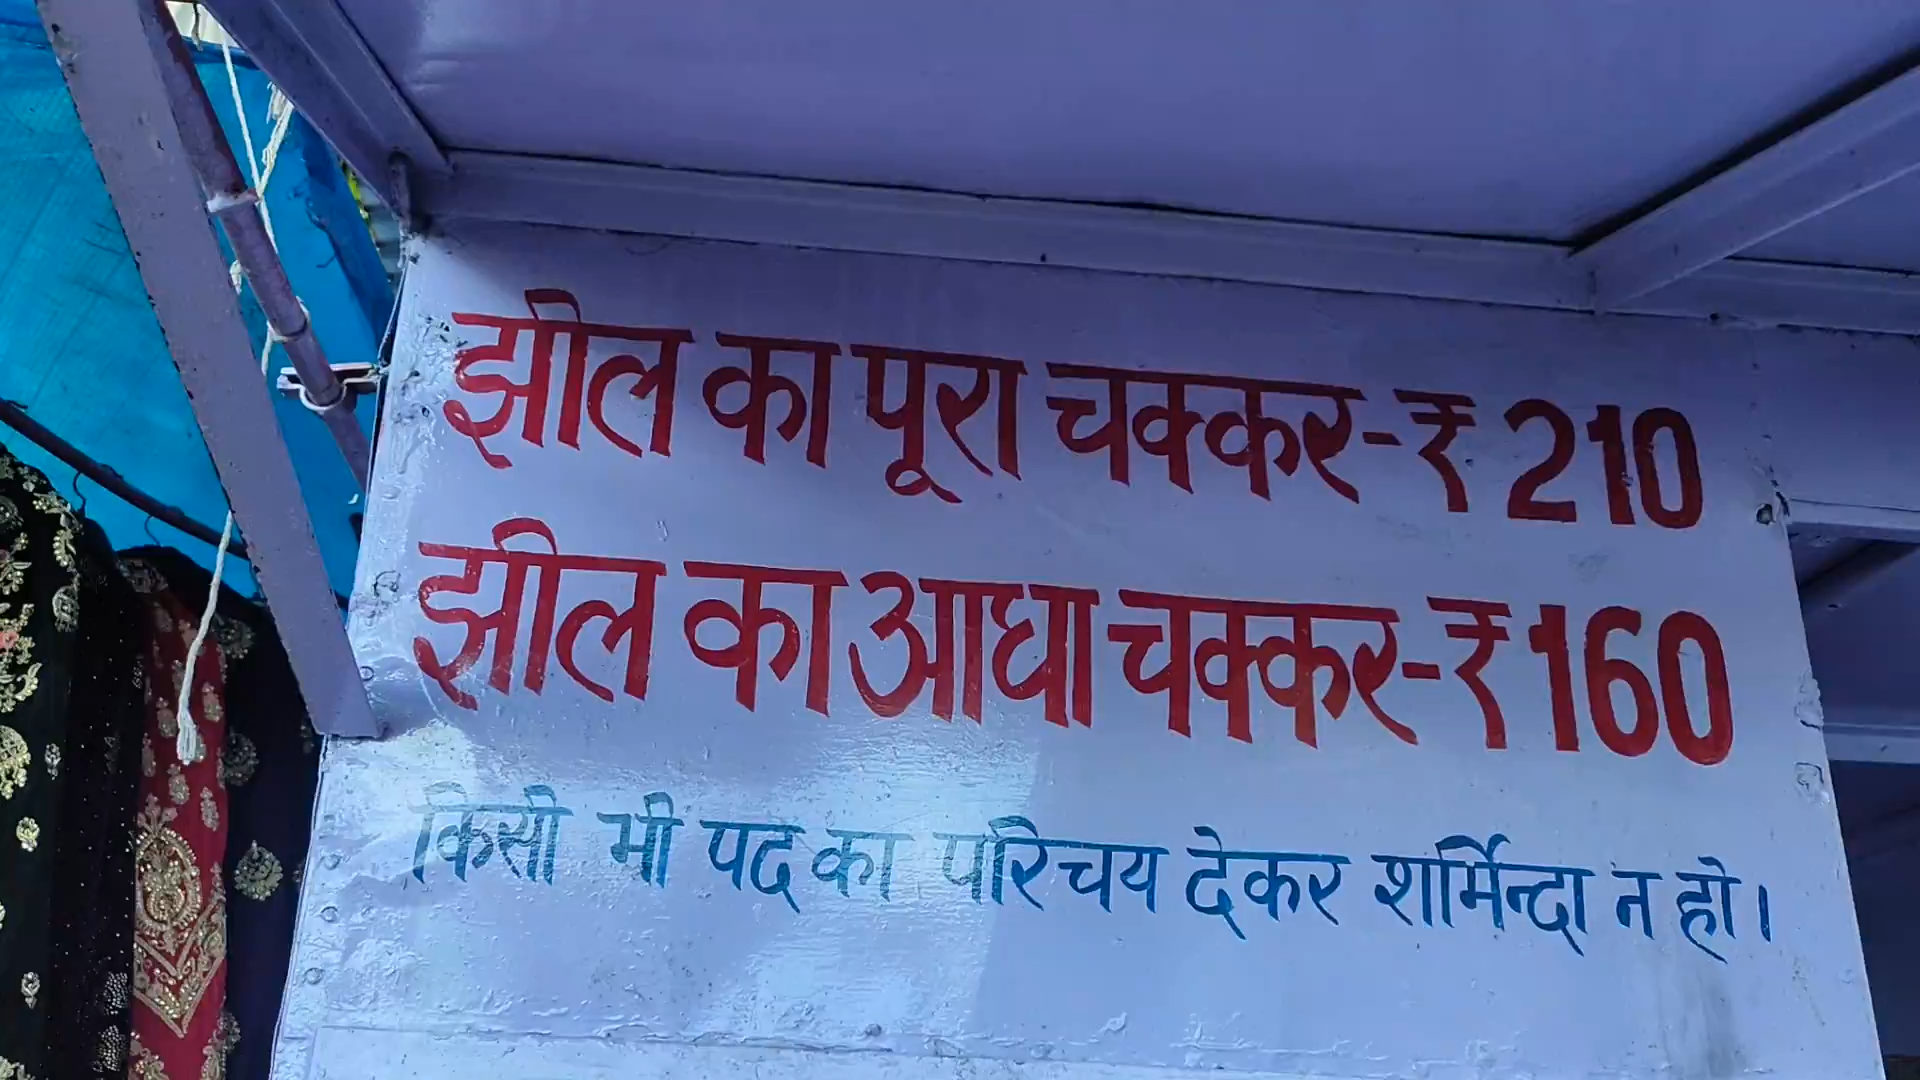 झील का पूरा चक्कर-₹ 210
झील का आधा चक्कर-₹ 160
किसी भी पद का परिचय देकर शर्मिन्दा न हो।